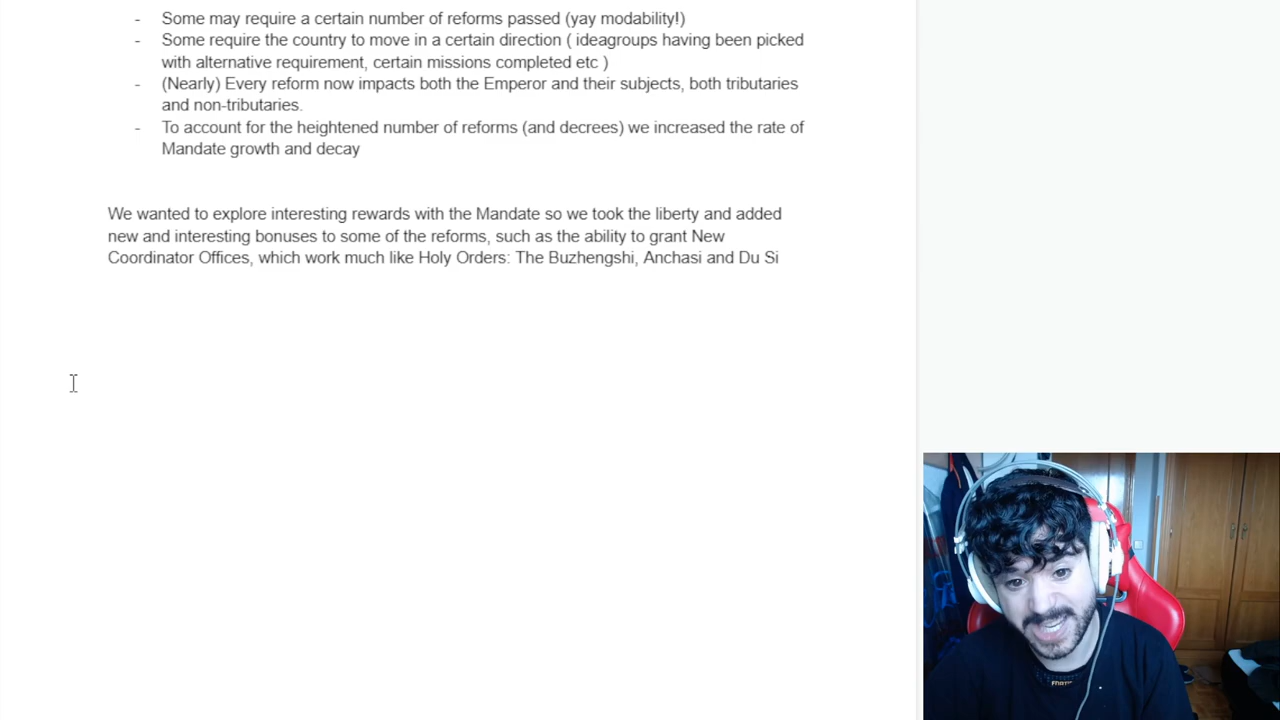 - Some may require a certain number of reforms passed (yay modability!)
- Some require the country to move in a certain direction ( ideagroups having been picked
with alternative requirement, certain missions completed etc )
- (Nearly) Every reform now impacts both the Emperor and their subjects, both tributaries
and non-tributaries.
- To account for the heightened number of reforms (and decrees) we increased the rate of
Mandate growth and decay
We wanted to explore interesting rewards with the Mandate so we took the liberty and added
new and interesting bonuses to some of the reforms, such as the ability to grant New
Coordinator Offices, which work much like Holy Orders: The Buzhengshi, Anchasi and Du Si